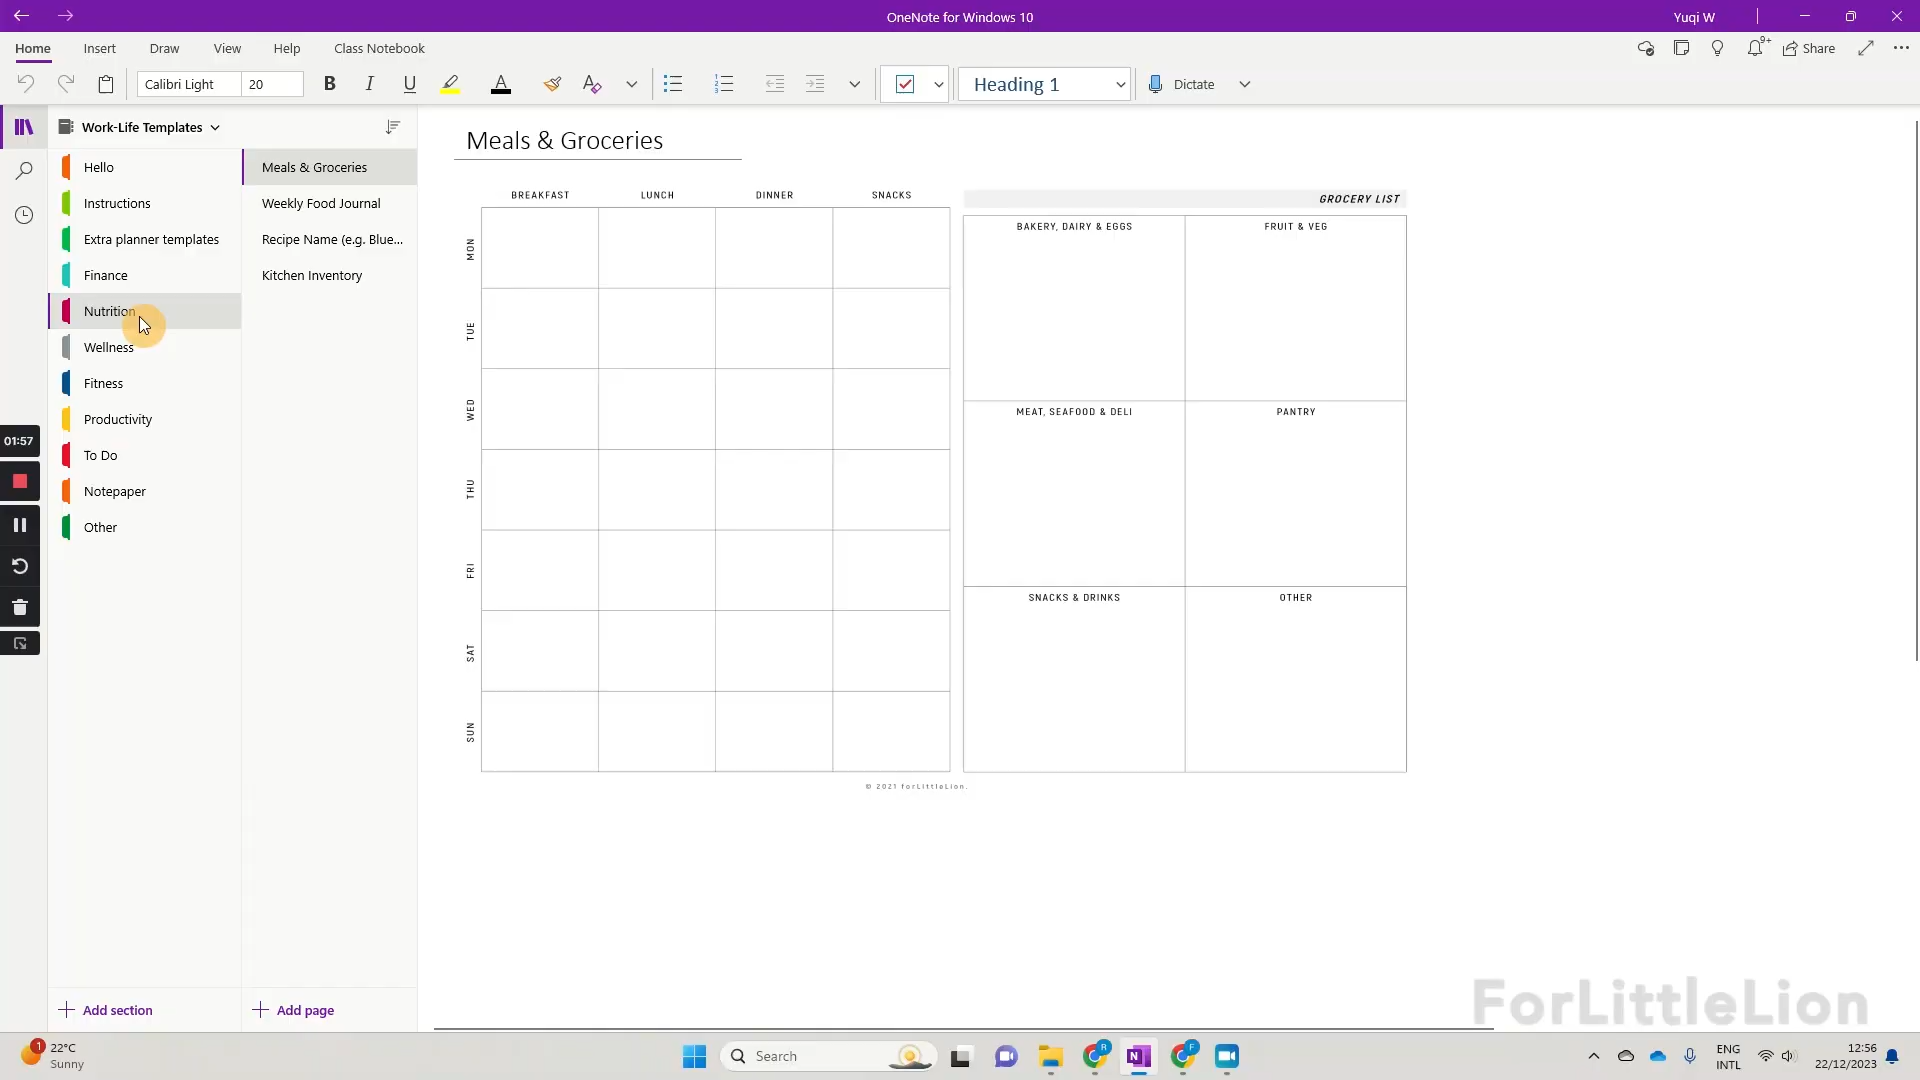 OneNote for Windows 10
Yuqi W
Home
Insert
Draw
View
Help
Class Notebook
9+
Share
Calibri Light
20
B
I
U
A
A
Heading 1
Dictate
Work-Life Templates
Hello
Instructions
Extra planner templates
Finance
Nutrition
Wellness
Fitness
Productivity
To Do
Notepaper
Other
Meals & Groceries
Weekly Food Journal
Recipe Name (e.g. Blue...
Kitchen Inventory
01:57
Add section
Add page
Meals & Groceries
BREAKFAST
LUNCH
DINNER
SNACKS
MON
TUE
WED
THU
FRI
SAT
SUN
GROCERY LIST
BAKERY, DAIRY & EGGS
FRUIT & VEG
MEAT, SEAFOOD & DELI
PANTRY
SNACKS & DRINKS
OTHER
© 2021 forLittleLion.
ForLittleLion
1
22°C
Sunny
Search
R
N
F
ENG
INTL
12:56
22/12/2023